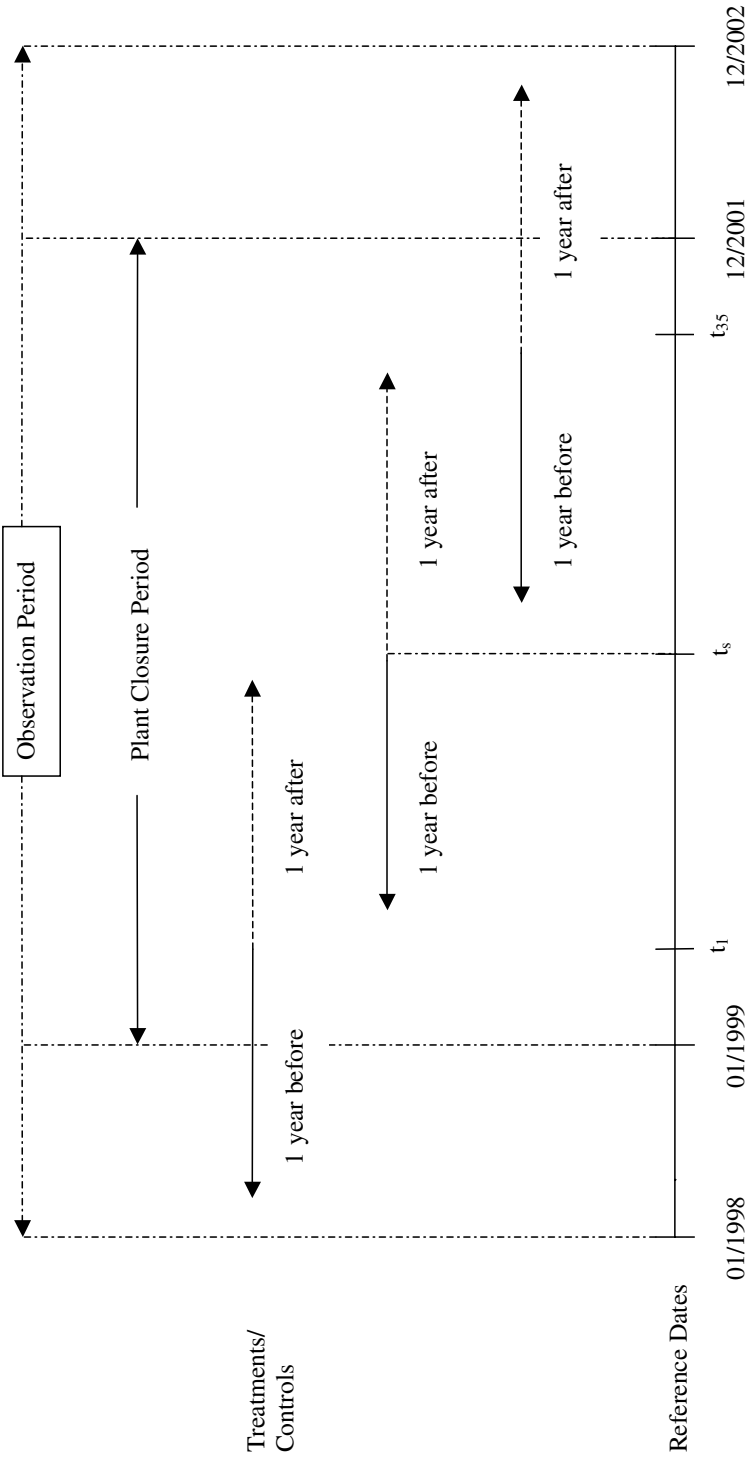 Observation Period
Plant Closure Period
Treatments/
Controls
1 year before
1 year after
1 year before
1 year after
1 year before
1 year after
Reference Dates
t₁
tₛ
t₃₅
01/1998
01/1999
12/2001
12/2002